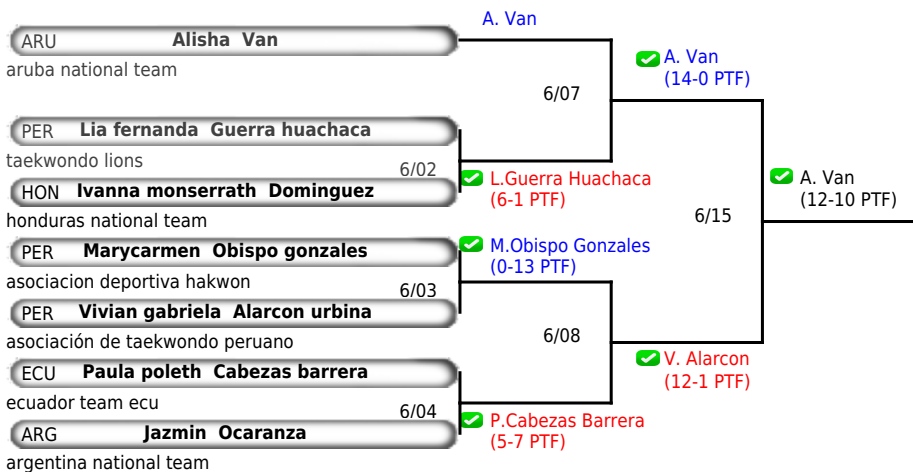 A. Van
ARU Alisha Van
aruba national team
A. Van
(14-0 PTF)
6/07
PER Lia fernanda Guerra huachaca
taekwondo lions
6/02
HON Ivanna monserrath Dominguez
L.Guerra Huachaca
(6-1 PTF)
A. Van
(12-10 PTF)
honduras national team
6/15
PER Marycarmen Obispo gonzales
M.Obispo Gonzales
(0-13 PTF)
asociacion deportiva hakwon
6/03
PER Vivian gabriela Alarcon urbina
asociación de taekwondo peruano
6/08
V. Alarcon
(12-1 PTF)
ECU Paula poleth Cabezas barrera
ecuador team ecu
6/04
ARG Jazmin Ocaranza
P.Cabezas Barrera
(5-7 PTF)
argentina national team